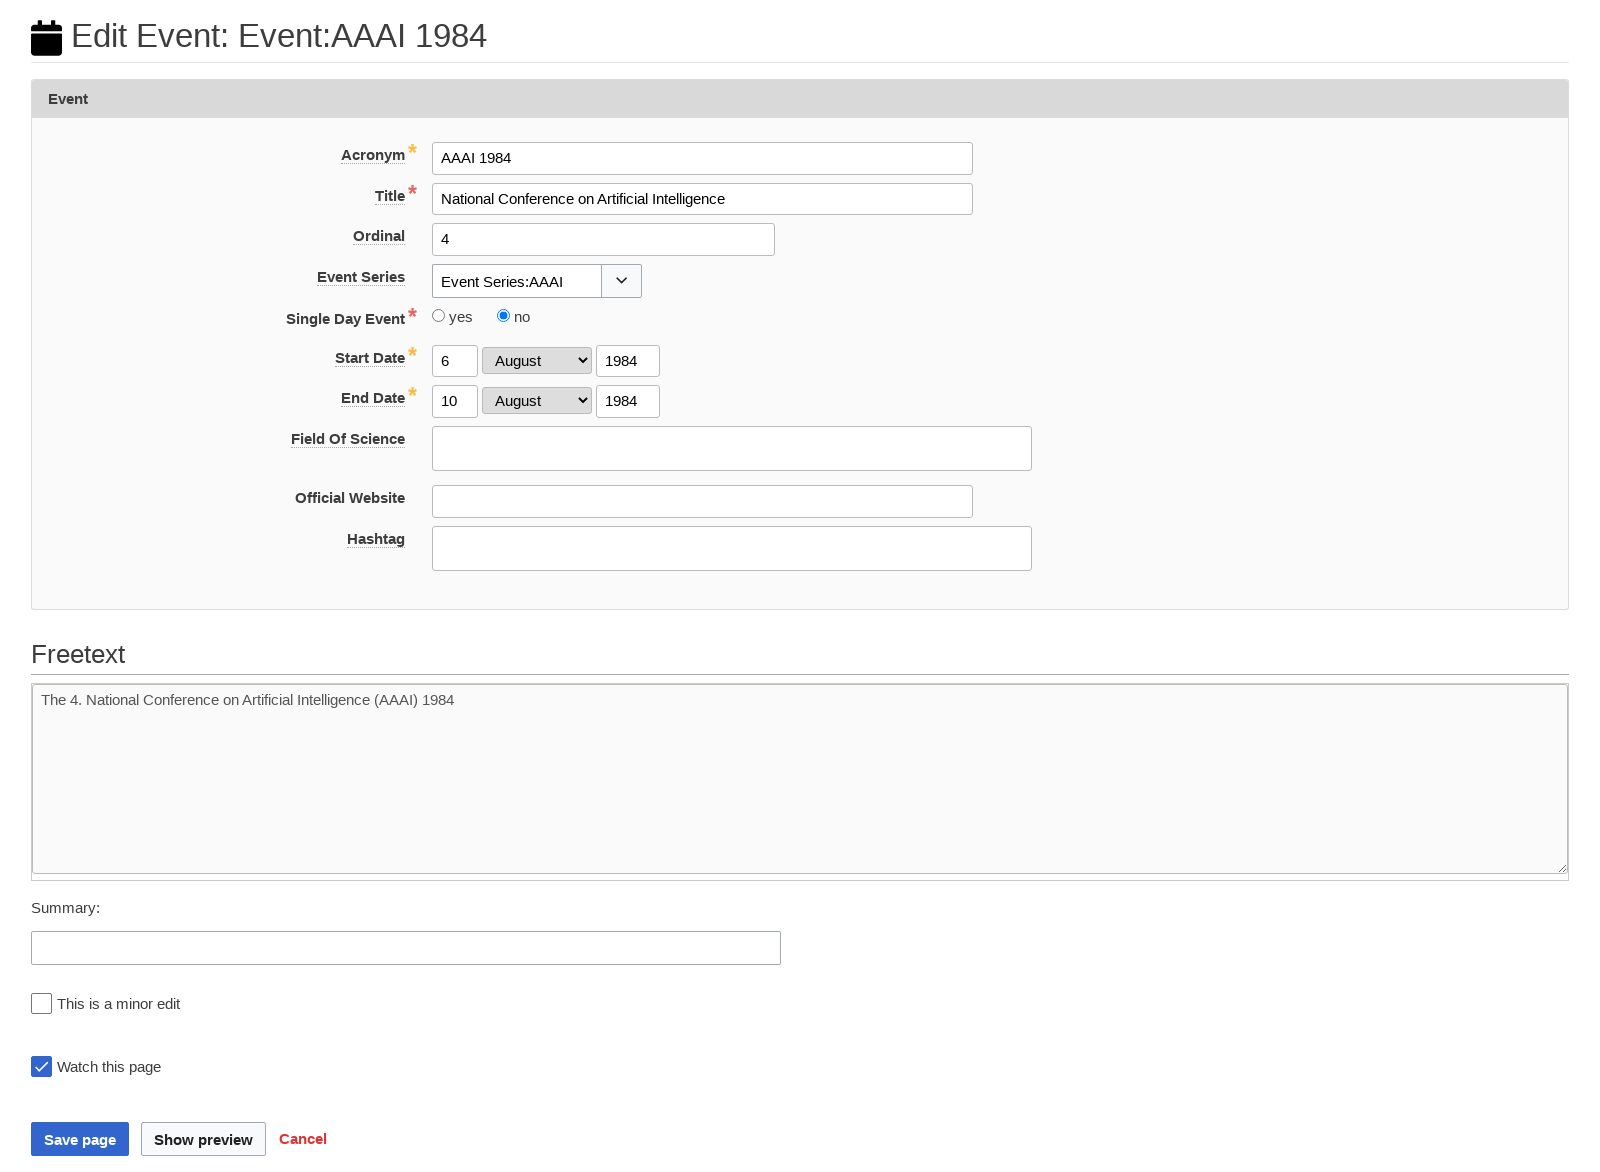 Edit Event: Event:AAAI 1984
Event
Acronym* AAAI 1984
Title* National Conference on Artificial Intelligence
Ordinal 4
Event Series Event Series:AAAI
Single Day Event* yes no
Start Date* 6 August 1984
End Date* 10 August 1984
Field Of Science
Official Website
Hashtag
Freetext
The 4. National Conference on Artificial Intelligence (AAAI) 1984
Summary:
This is a minor edit
Watch this page
Save page Show preview Cancel